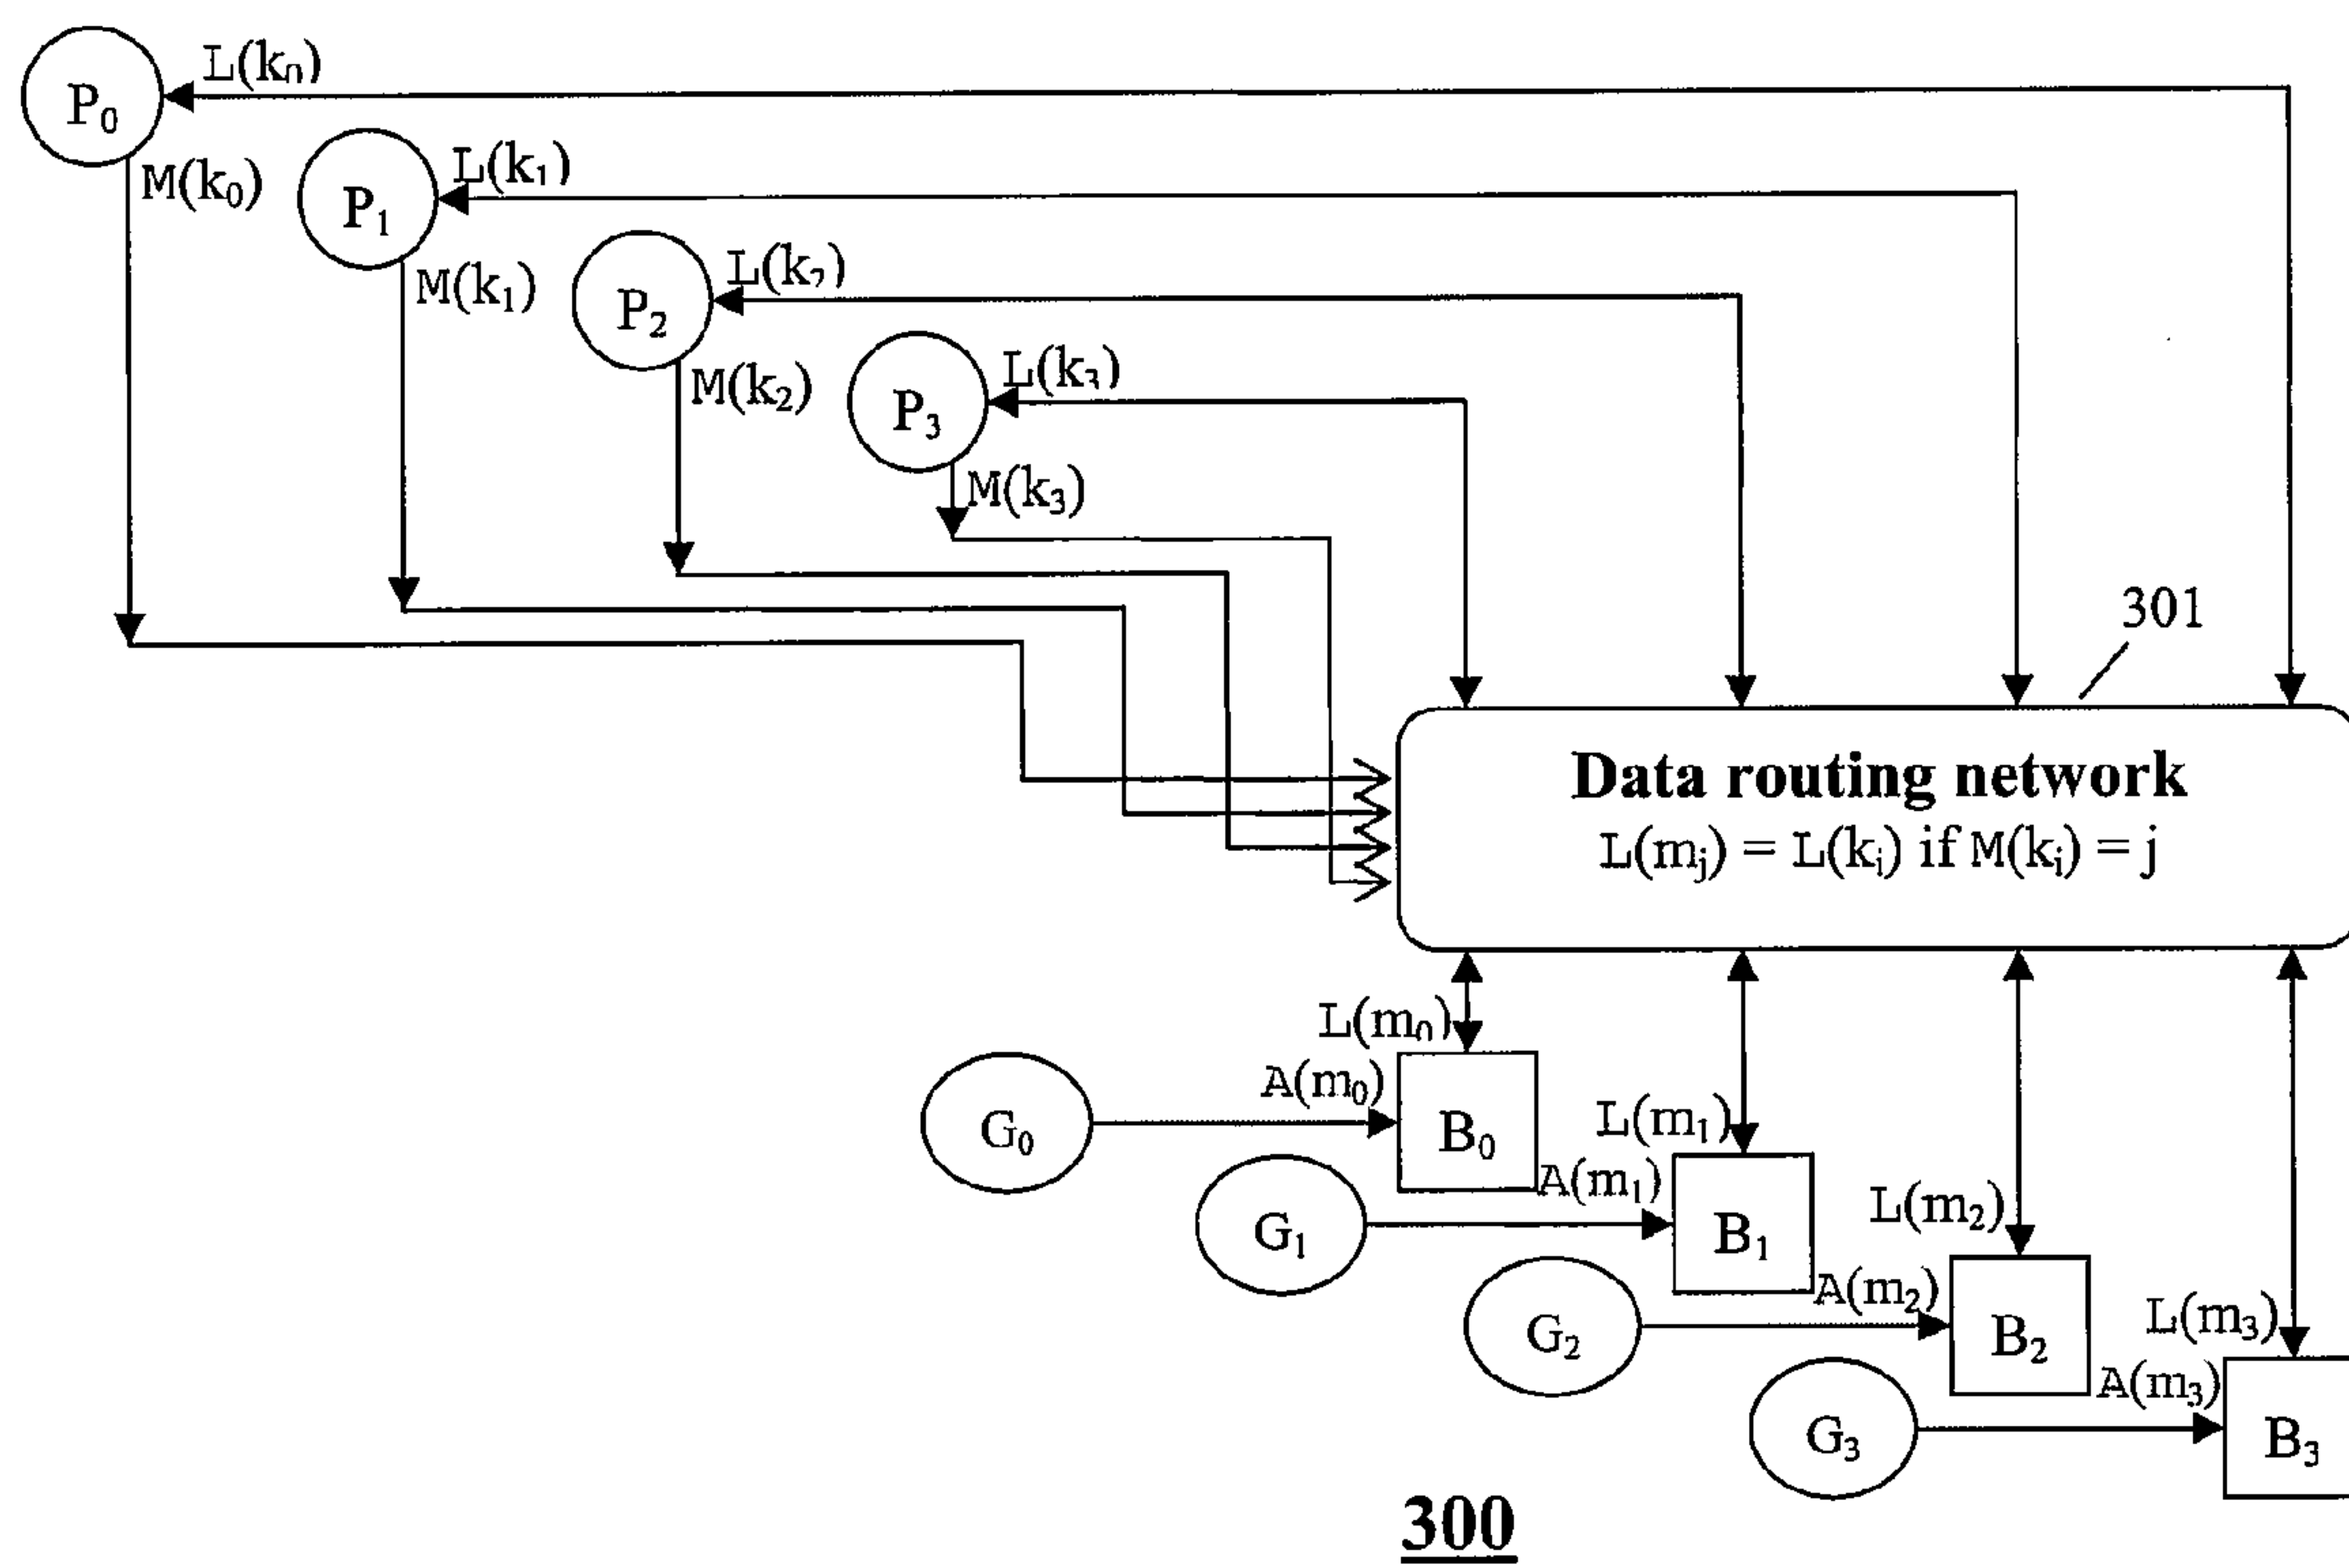 L(k₀)
P₀
M(k₀)
L(k₁)
P₁
M(k₁)
L(k₂)
P₂
M(k₂)
L(k₃)
P₃
M(k₃)
301
Data routing network
L(mⱼ) = L(kᵢ) if M(kᵢ) = j
L(m₀)
A(m₀)
G₀
B₀
L(m₁)
A(m₁)
G₁
B₁
L(m₂)
A(m₂)
G₂
B₂
L(m₃)
A(m₃)
G₃
B₃
300